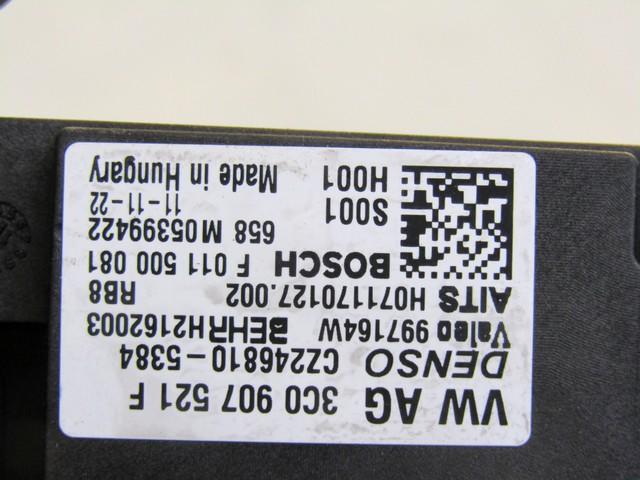 VW AG 3C0 907 521 F
DENSO CZ246810-5384
Valeo 997164W BEHR H2162003
AITS H071170127.002 RB8
BOSCH F 011 500 081
658 M05399422
S001 11-11-22
H001 Made in Hungary